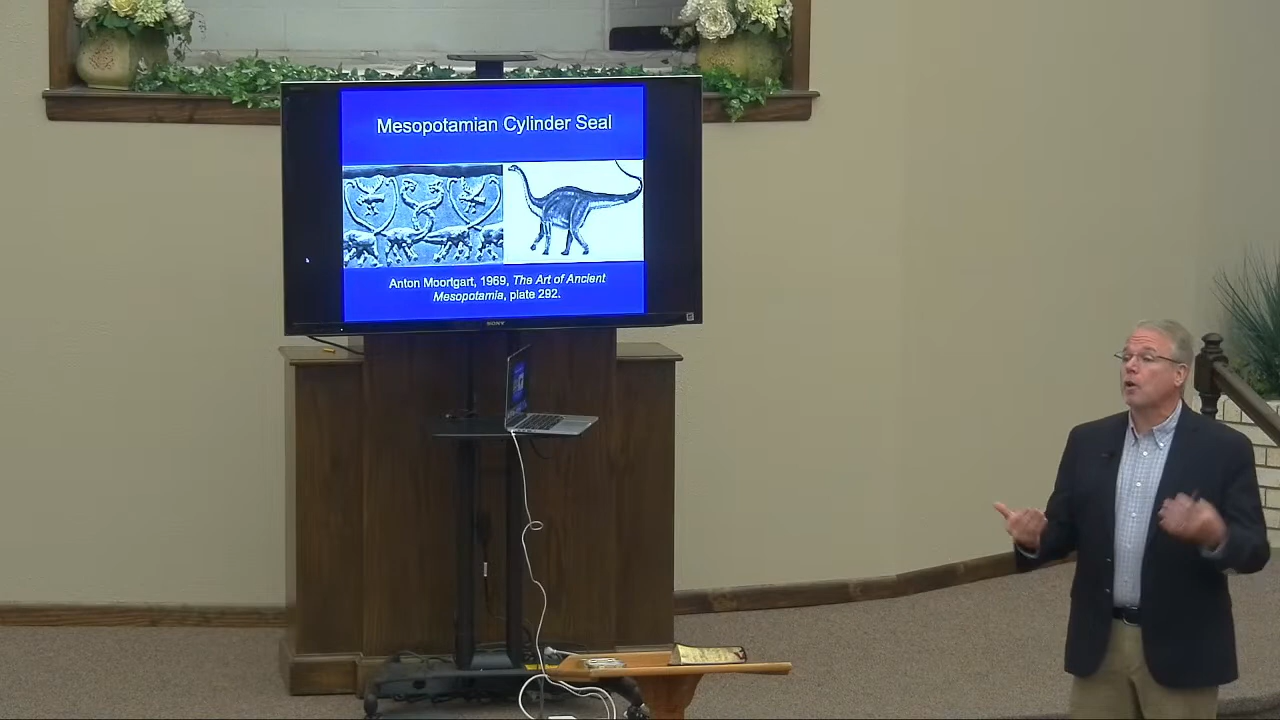 Mesopotamian Cylinder Seal
Anton Moortgart, 1969, The Art of Ancient
Mesopotamia, plate 292.
SONY